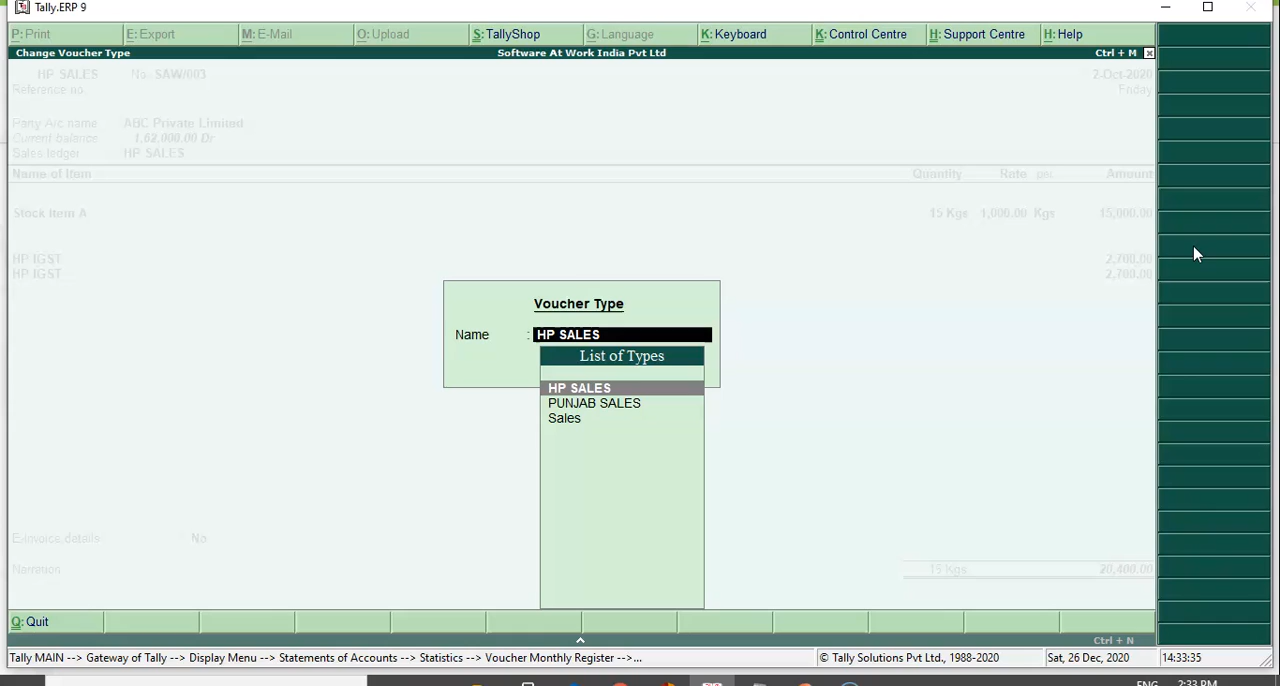 Tally.ERP 9
P: Print E: Export M: E-Mail O: Upload S: TallyShop G: Language K: Keyboard K: Control Centre H: Support Centre H: Help
Change Voucher Type Software At Work India Pvt Ltd Ctrl + M
HP SALES No. SAW/003 2-Oct-2020
Reference no. Friday
Party A/c name ABC Private Limited
Current balance 1,62,000.00 Dr
Sales ledger HP SALES
Name of Item Quantity Rate per Amount
Stock Item A 15 Kgs 1,000.00 Kgs 15,000.00
HP IGST 2,700.00
HP IGST 2,700.00
Voucher Type
Name : HP SALES
List of Types
HP SALES
PUNJAB SALES
Sales
E-Invoice details No
Narration 15 Kgs 20,400.00
Q: Quit
Ctrl + N
Tally MAIN --> Gateway of Tally --> Display Menu --> Statements of Accounts --> Statistics --> Voucher Monthly Register -->... © Tally Solutions Pvt Ltd., 1988-2020 Sat, 26 Dec, 2020 14:33:35
ENG 2:33 PM